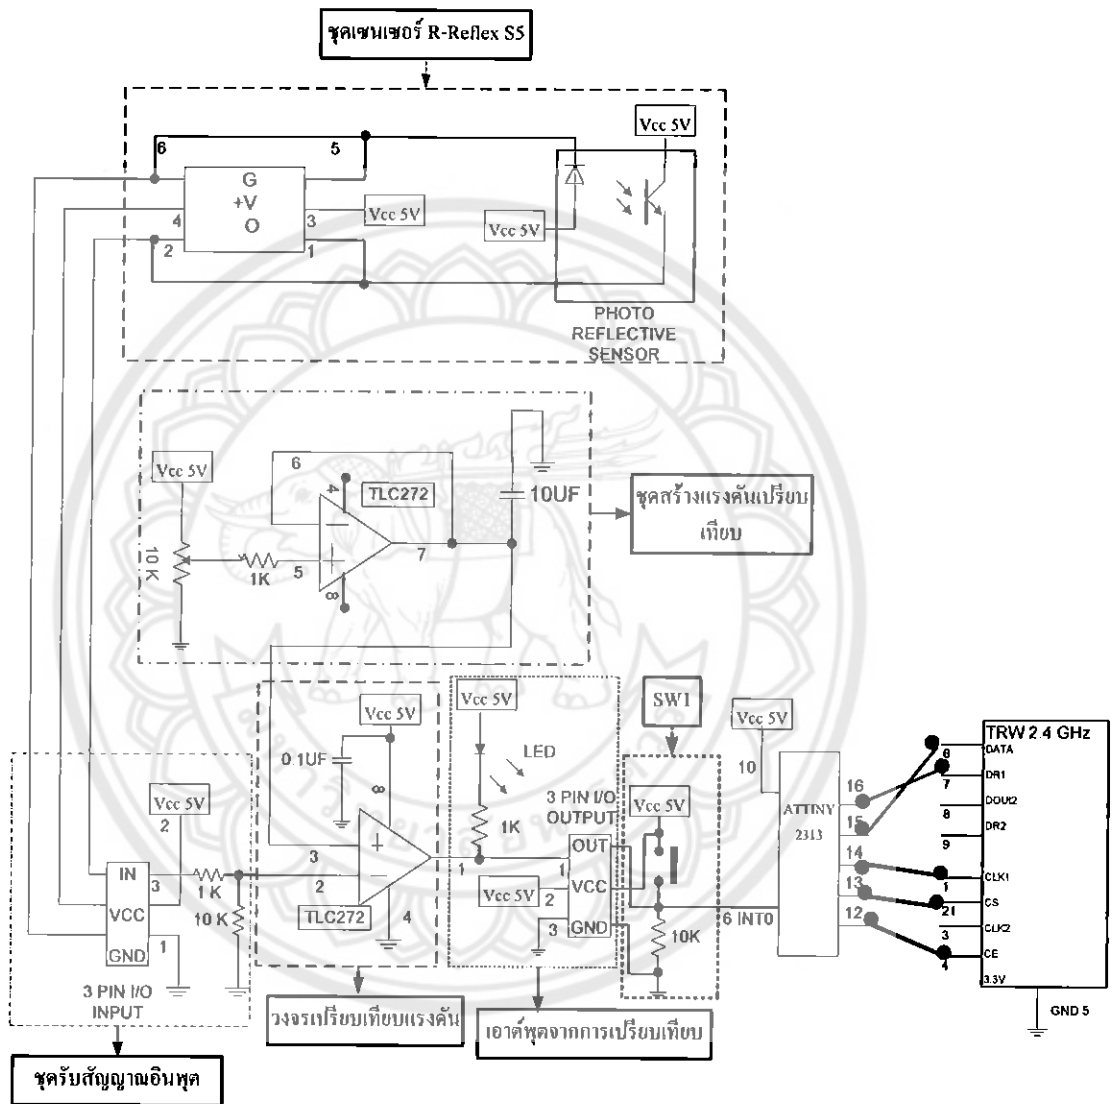 ชุดเซนเซอร์ R-Reflex S5
Vcc 5V
6
5
G
+V
O
4
3
2
1
Vcc 5V
Vcc 5V
PHOTO
REFLECTIVE
SENSOR
Vcc 5V
6
4
TLC272
10UF
10 K
1K
5
7
8
ชุดสร้างแรงดันเปรียบ
เทียบ
Vcc 5V
0.1UF
8
3
2
1
TLC272
4
Vcc 5V
LED
1K
3 PIN I/O
OUTPUT
OUT
VCC
GND
1
2
3
Vcc 5V
SW1
Vcc 5V
10K
6 INT0
Vcc 5V
10
ATTINY
2313
16
15
14
13
12
TRW 2.4 GHz
DATA
6
DR1
7
DOUT2
8
DR2
9
CLK1
1
CS
21
CLK2
3
CE
4
3.3V
GND 5
Vcc 5V
2
IN
VCC
GND
3
1
1 K
10 K
3 PIN I/O
INPUT
วงจรเปรียบเทียบแรงดัน
เอาต์พุตจากการเปรียบเทียบ
ชุดรับสัญญาณอินพุต